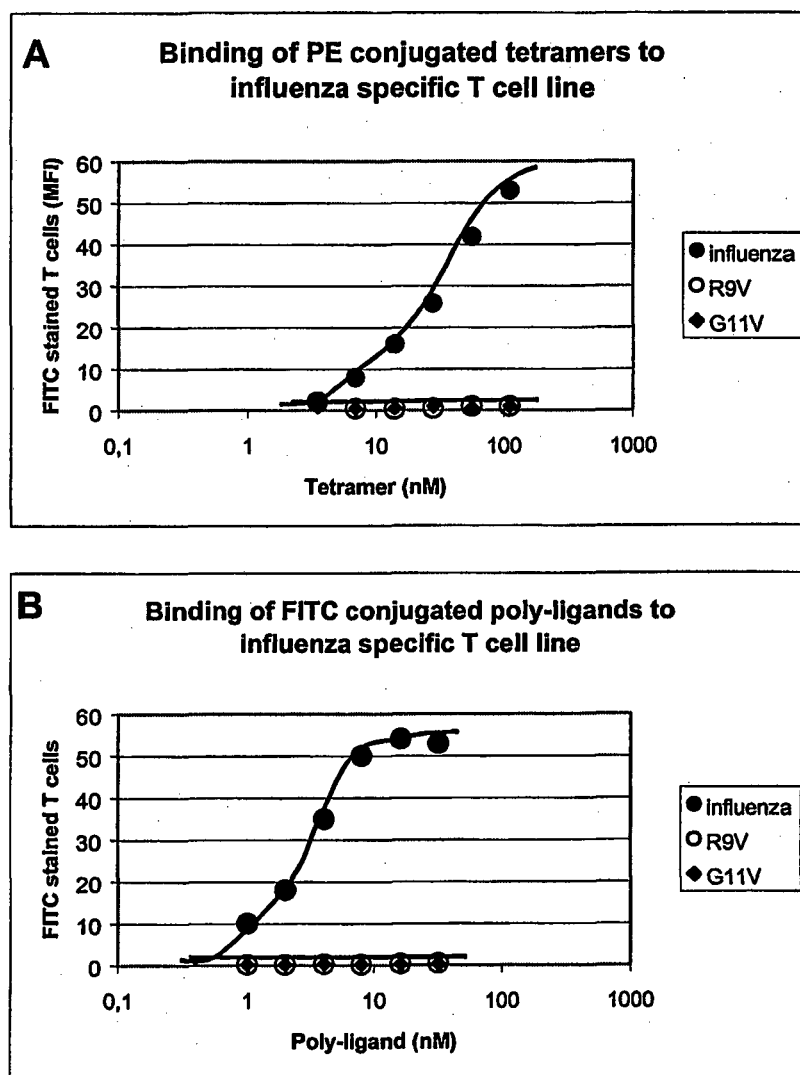 A
Binding of PE conjugated tetramers to
influenza specific T cell line
FITC stained T cells (MFI)
60
50
40
30
20
10
0
0,1
1
10
100
1000
Tetramer (nM)
influenza
R9V
G11V
B
Binding of FITC conjugated poly-ligands to
influenza specific T cell line
FITC stained T cells
60
50
40
30
20
10
0
0,1
1
10
100
1000
Poly-ligand (nM)
influenza
R9V
G11V